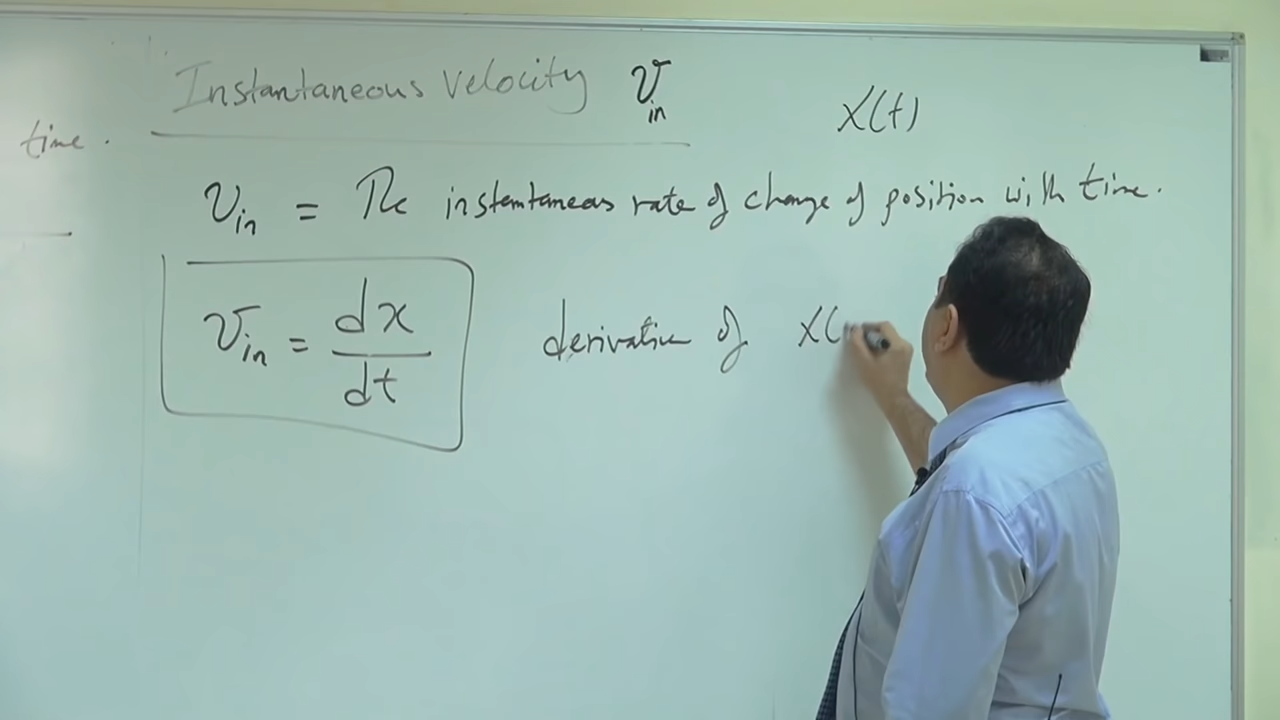 Instantaneous Velocity v_in
X(t)
time.
v_in = The instantaneous rate of change of position with time.
v_in = dx/dt
derivative of X(